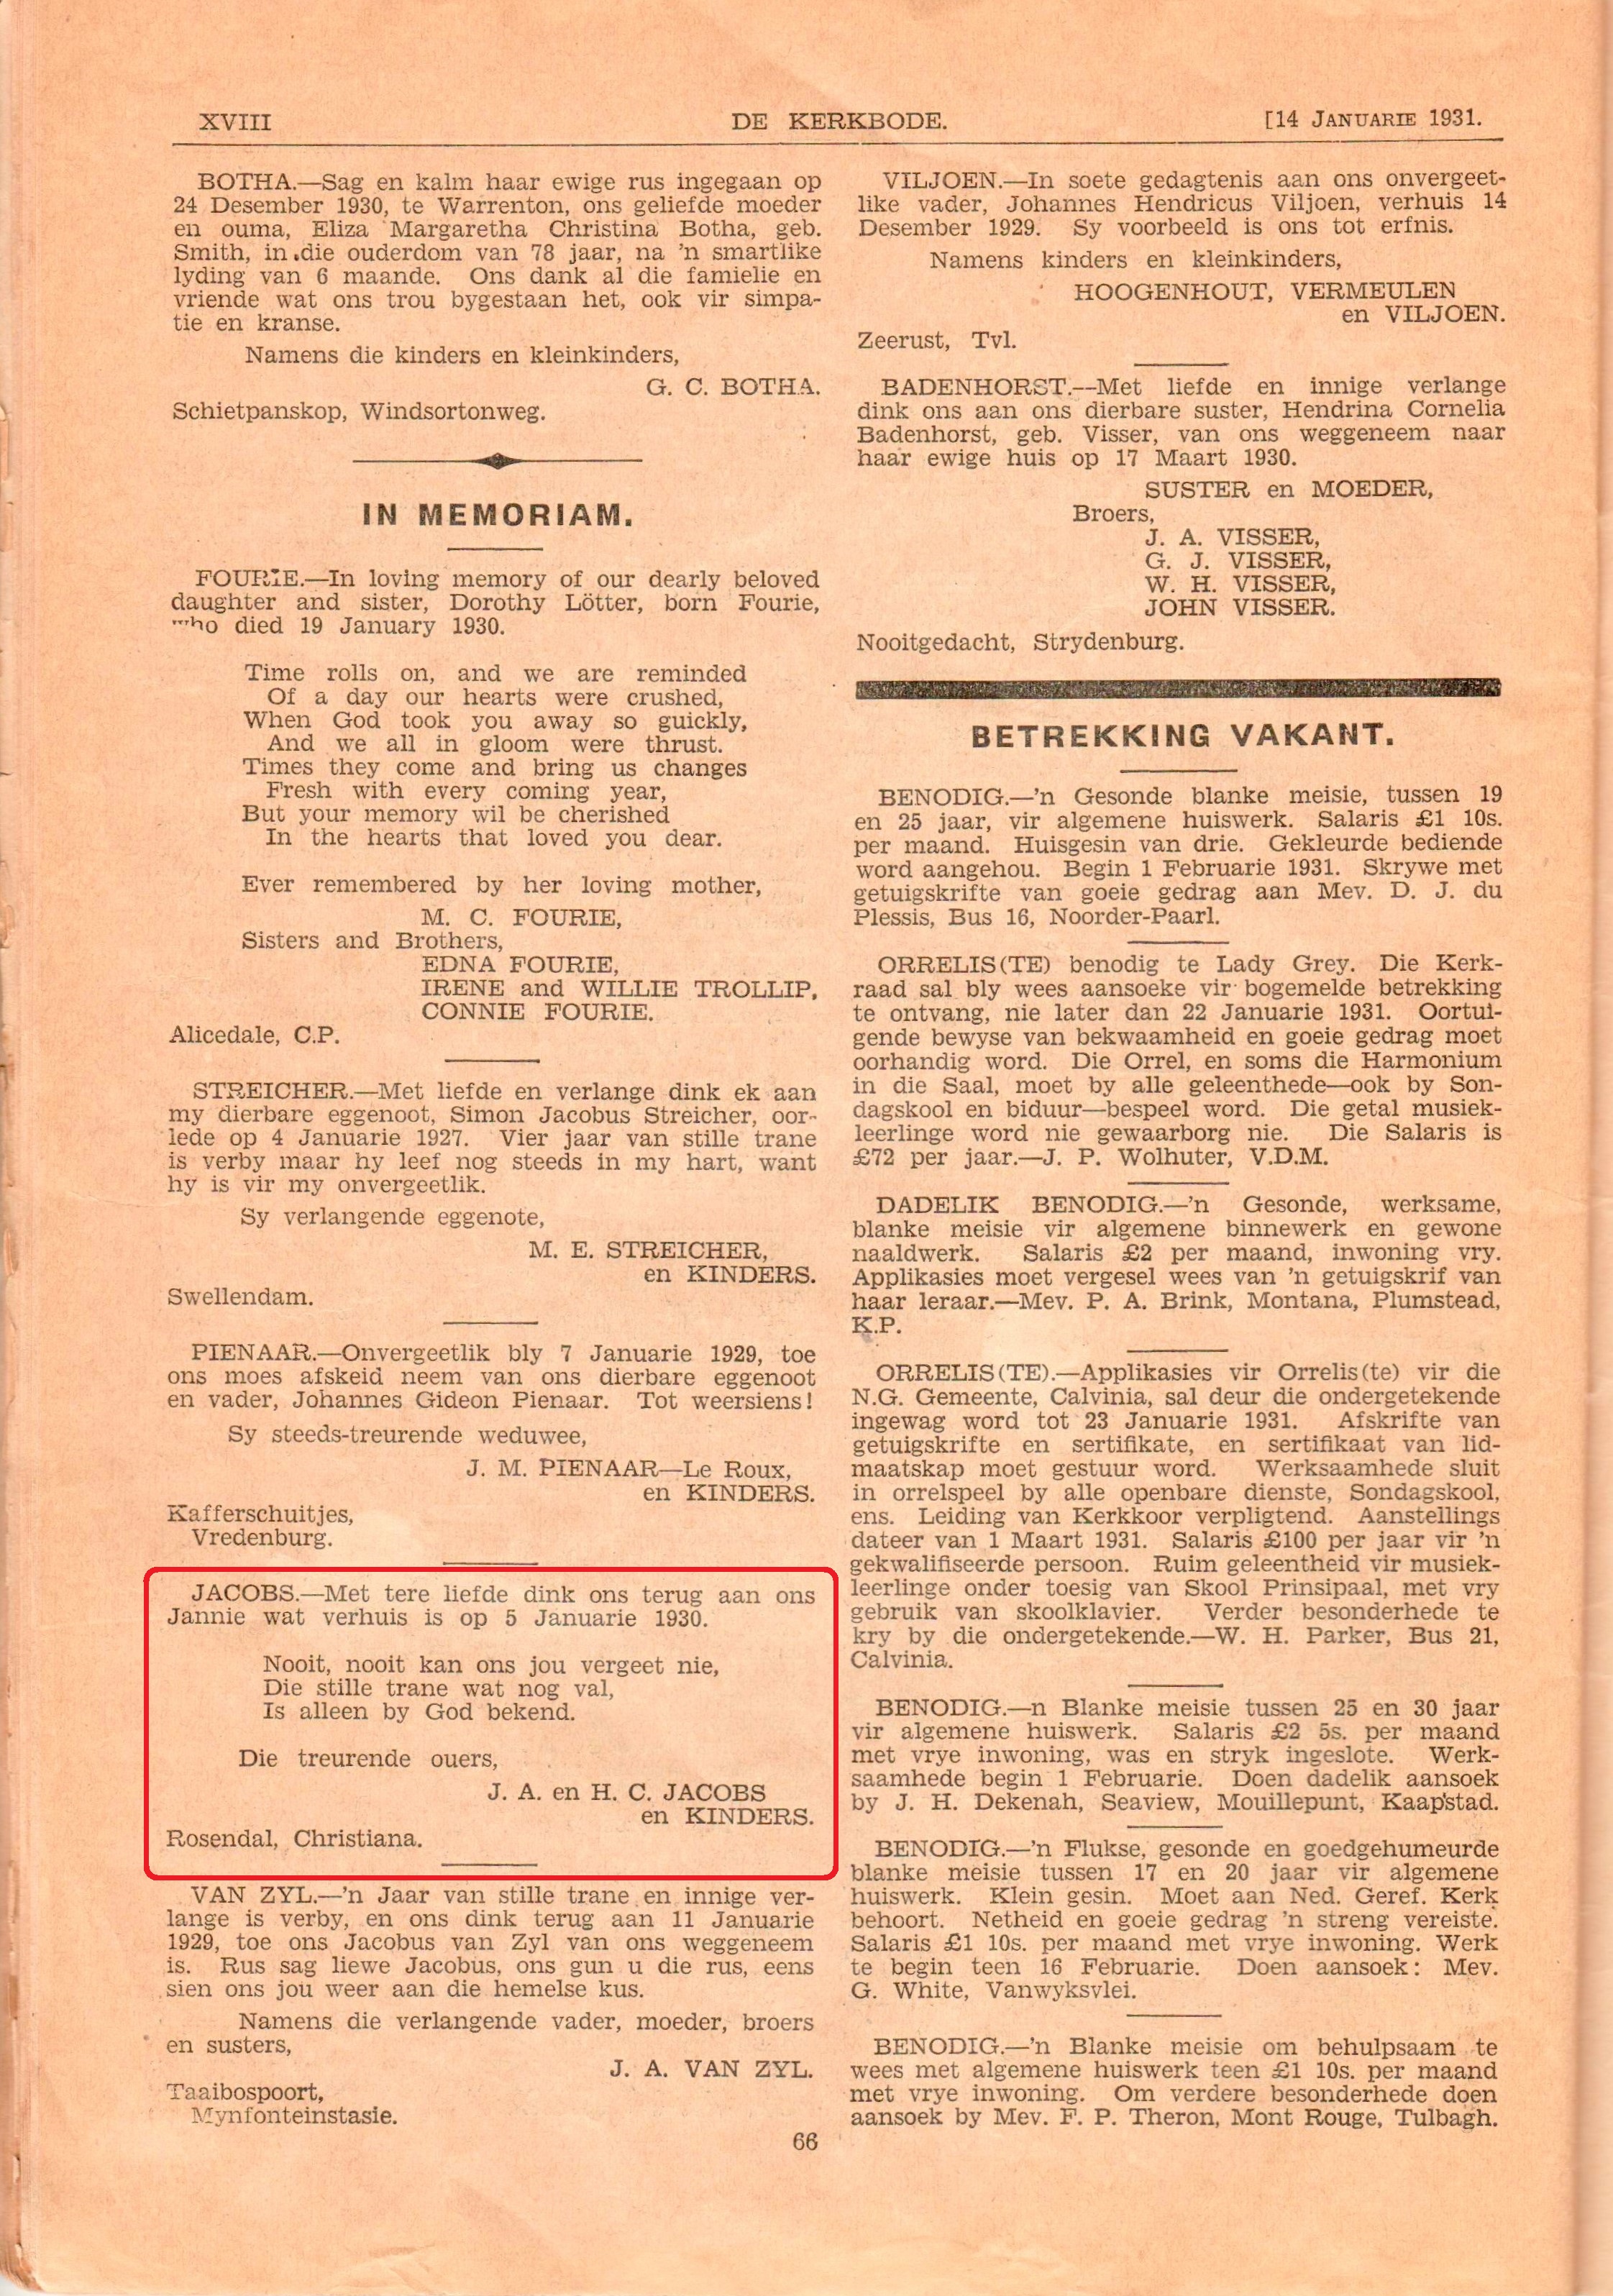 XVIII DE KERKBODE. [14 JANUARIE 1931.
BOTHA.—Sag en kalm haar ewige rus ingegaan op
24 Desember 1930, te Warrenton, ons geliefde moeder
en ouma, Eliza Margaretha Christina Botha, geb.
Smith, in die ouderdom van 78 jaar, na 'n smartlike
lyding van 6 maande. Ons dank al die famielie en
vriende wat ons trou bygestaan het, ook vir simpa-
tie en kranse.
Namens die kinders en kleinkinders,
G. C. BOTHA.
Schietpanskop, Windsortonweg.
IN MEMORIAM.
FOURIE.—In loving memory of our dearly beloved
daughter and sister, Dorothy Lötter, born Fourie,
who died 19 January 1930.
Time rolls on, and we are reminded
Of a day our hearts were crushed,
When God took you away so guickly,
And we all in gloom were thrust.
Times they come and bring us changes
Fresh with every coming year,
But your memory wil be cherished
In the hearts that loved you dear.
Ever remembered by her loving mother,
M. C. FOURIE,
Sisters and Brothers,
EDNA FOURIE,
IRENE and WILLIE TROLLIP,
CONNIE FOURIE.
Alicedale, C.P.
STREICHER.—Met liefde en verlange dink ek aan
my dierbare eggenoot, Simon Jacobus Streicher, oor-
lede op 4 Januarie 1927. Vier jaar van stille trane
is verby maar hy leef nog steeds in my hart, want
hy is vir my onvergeetlik.
Sy verlangende eggenote,
M. E. STREICHER,
en KINDERS.
Swellendam.
PIENAAR.—Onvergeetlik bly 7 Januarie 1929, toe
ons moes afskeid neem van ons dierbare eggenoot
en vader, Johannes Gideon Pienaar. Tot weersiens!
Sy steeds-treurende weduwee,
J. M. PIENAAR—Le Roux,
en KINDERS.
Kafferschuitjes,
Vredenburg.
JACOBS.—Met tere liefde dink ons terug aan ons
Jannie wat verhuis is op 5 Januarie 1930.
Nooit, nooit kan ons jou vergeet nie,
Die stille trane wat nog val,
Is alleen by God bekend.
Die treurende ouers,
J. A. en H. C. JACOBS
en KINDERS.
Rosendal, Christiana.
VAN ZYL.—'n Jaar van stille trane en innige ver-
lange is verby, en ons dink terug aan 11 Januarie
1929, toe ons Jacobus van Zyl van ons weggeneem
is. Rus sag liewe Jacobus, ons gun u die rus, eens
sien ons jou weer aan die hemelse kus.
Namens die verlangende vader, moeder, broers
en susters,
J. A. VAN ZYL.
Taaibospoort,
Mynfonteinstasie.
VILJOEN.—In soete gedagtenis aan ons onvergeet-
like vader, Johannes Hendricus Viljoen, verhuis 14
Desember 1929. Sy voorbeeld is ons tot erfnis.
Namens kinders en kleinkinders,
HOOGENHOUT, VERMEULEN
en VILJOEN.
Zeerust, Tvl.
BADENHORST.—Met liefde en innige verlange
dink ons aan ons dierbare suster, Hendrina Cornelia
Badenhorst, geb. Visser, van ons weggeneem naar
haar ewige huis op 17 Maart 1930.
SUSTER en MOEDER,
Broers,
J. A. VISSER,
G. J. VISSER,
W. H. VISSER,
JOHN VISSER.
Nooitgedacht, Strydenburg.
BETREKKING VAKANT.
BENODIG.—'n Gesonde blanke meisie, tussen 19
en 25 jaar, vir algemene huiswerk. Salaris £1 10s.
per maand. Huisgesin van drie. Gekleurde bediende
word aangehou. Begin 1 Februarie 1931. Skrywe met
getuigskrifte van goeie gedrag aan Mev. D. J. du
Plessis, Bus 16, Noorder-Paarl.
ORRELIS(TE) benodig te Lady Grey. Die Kerk-
raad sal bly wees aansoeke vir bogemelde betrekking
te ontvang, nie later dan 22 Januarie 1931. Oortui-
gende bewyse van bekwaamheid en goeie gedrag moet
oorhandig word. Die Orrel, en soms die Harmonium
in die Saal, moet by alle geleenthede—ook by Son-
dagskool en biduur—bespeel word. Die getal musiek-
leerlinge word nie gewaarborg nie. Die Salaris is
£72 per jaar.—J. P. Wolhuter, V.D.M.
DADELIK BENODIG.—'n Gesonde, werksame,
blanke meisie vir algemene binnewerk en gewone
naaldwerk. Salaris £2 per maand, inwoning vry.
Applikasies moet vergesel wees van 'n getuigskrif van
haar leraar.—Mev. P. A. Brink, Montana, Plumstead,
K.P.
ORRELIS(TE).—Applikasies vir Orrelis(te) vir die
N.G. Gemeente, Calvinia, sal deur die ondergetekende
ingewag word tot 23 Januarie 1931. Afskrifte van
getuigskrifte en sertifikate, en sertifikaat van lid-
maatskap moet gestuur word. Werksaamhede sluit
in orrelspeel by alle openbare dienste, Sondagskool,
ens. Leiding van Kerkkoor verpligtend. Aanstellings
dateer van 1 Maart 1931. Salaris £100 per jaar vir 'n
gekwalifiseerde persoon. Ruim geleentheid vir musiek-
leerlinge onder toesig van Skool Prinsipaal, met vry
gebruik van skoolklavier. Verder besonderhede te
kry by die ondergetekende.—W. H. Parker, Bus 21,
Calvinia.
BENODIG.—n Blanke meisie tussen 25 en 30 jaar
vir algemene huiswerk. Salaris £2 5s. per maand
met vrye inwoning, was en stryk ingeslote. Werk-
saamhede begin 1 Februarie. Doen dadelik aansoek
by J. H. Dekenah, Seaview, Mouillepunt, Kaapstad.
BENODIG.—'n Flukse, gesonde en goedgehumeurde
blanke meisie tussen 17 en 20 jaar vir algemene
huiswerk. Klein gesin. Moet aan Ned. Geref. Kerk
behoort. Netheid en goeie gedrag 'n streng vereiste.
Salaris £1 10s. per maand met vrye inwoning. Werk
te begin teen 16 Februarie. Doen aansoek: Mev.
G. White, Vanwyksvlei.
BENODIG.—'n Blanke meisie om behulpsaam te
wees met algemene huiswerk teen £1 10s. per maand
met vrye inwoning. Om verdere besonderhede doen
aansoek by Mev. F. P. Theron, Mont Rouge, Tulbagh.
66